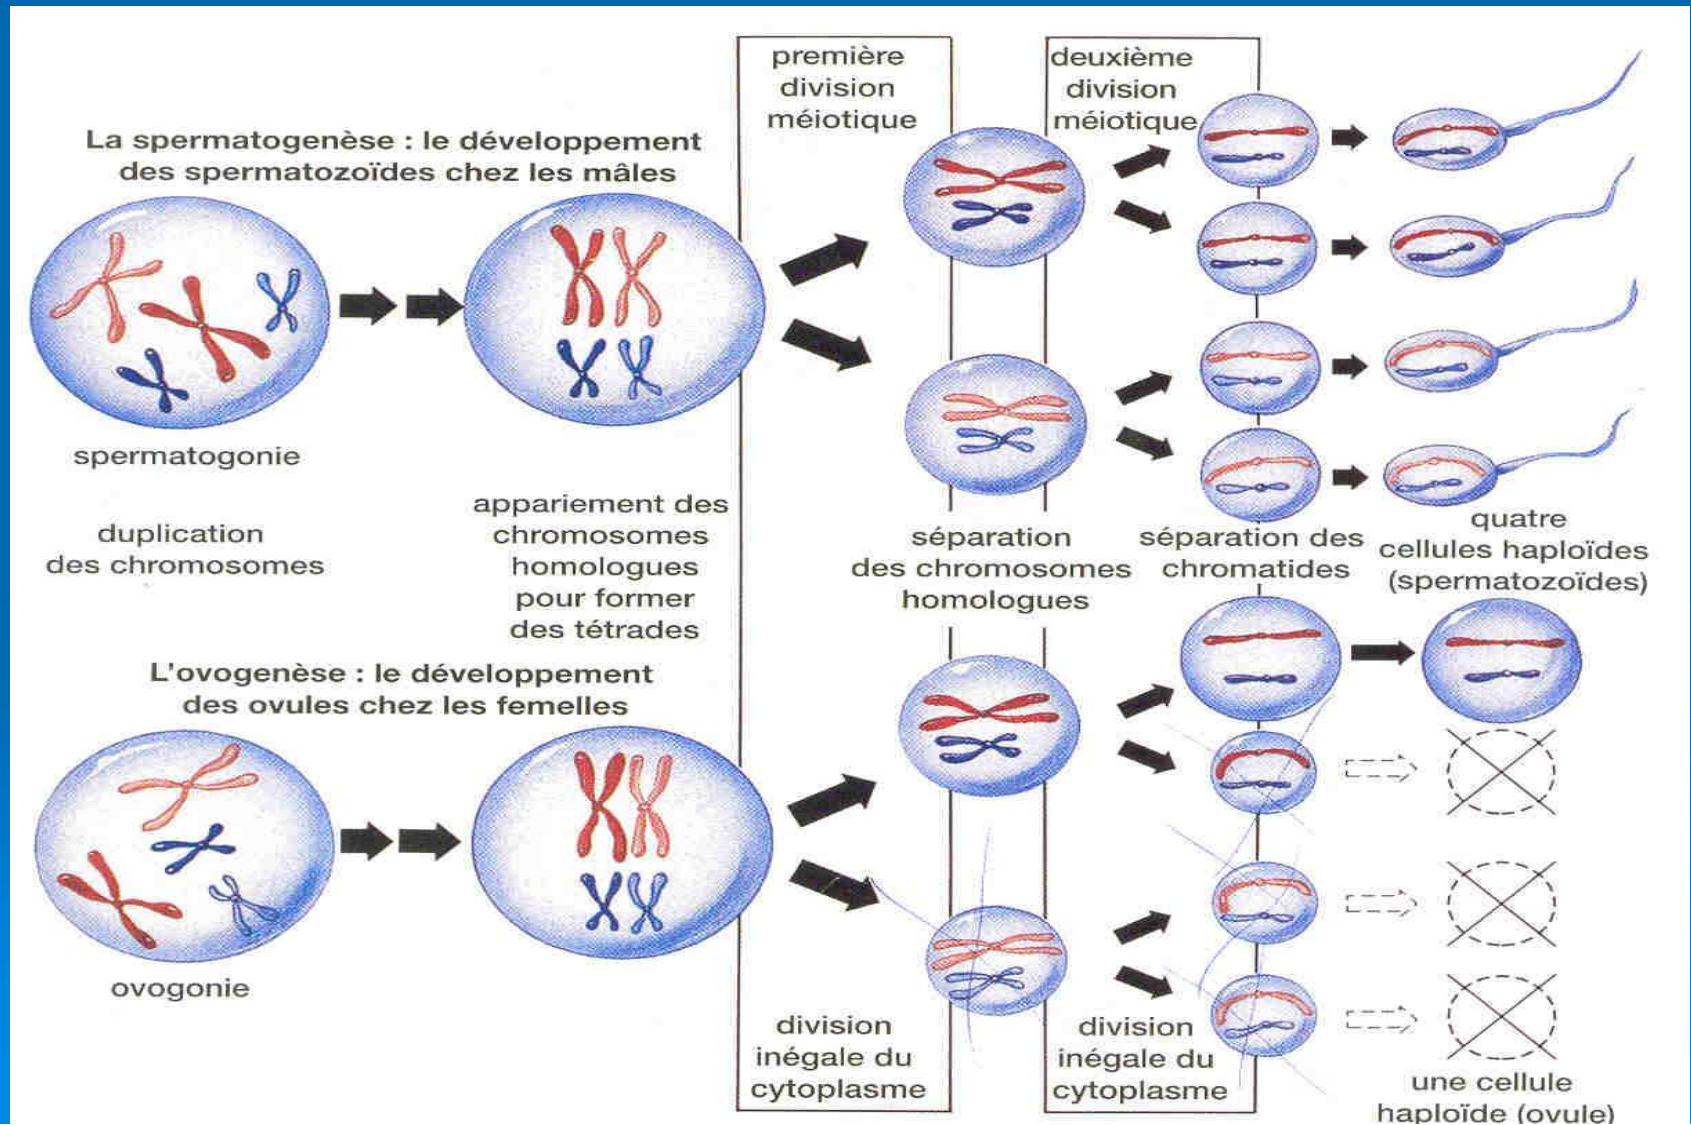 première
division
méiotique
deuxième
division
méiotique
La spermatogenèse : le développement
des spermatozoïdes chez les mâles
spermatogonie
duplication
des chromosomes
appariement des
chromosomes
homologues
pour former
des tétrades
séparation
des chromosomes
homologues
séparation des
chromatides
quatre
cellules haploïdes
(spermatozoïdes)
L'ovogenèse : le développement
des ovules chez les femelles
ovogonie
division
inégale du
cytoplasme
division
inégale du
cytoplasme
une cellule
haploïde (ovule)